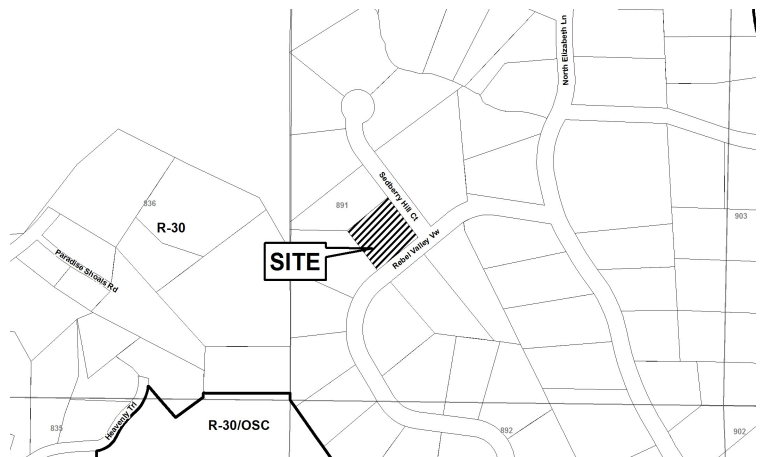 North Elizabeth Ln
Sedberry Hill Ct
836
891
903
R-30
Rebel Valley Vw
SITE
Paradise Shoals Rd
Heavenly Trl
R-30/OSC
835
892
902